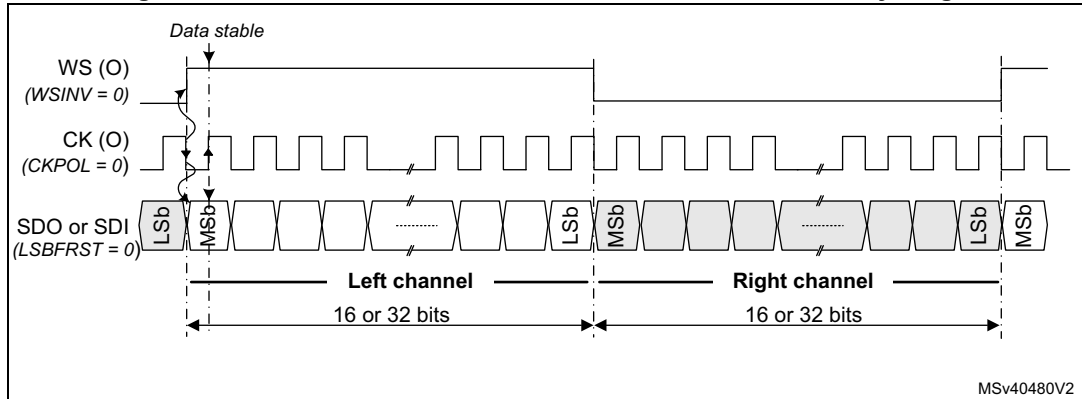 Data stable
WS (O)
(WSINV = 0)
CK (O)
(CKPOL = 0)
SDO or SDI
(LSBFRST = 0)
LSb
MSb
LSb
MSb
LSb
MSb
Left channel
Right channel
16 or 32 bits
16 or 32 bits
MSv40480V2